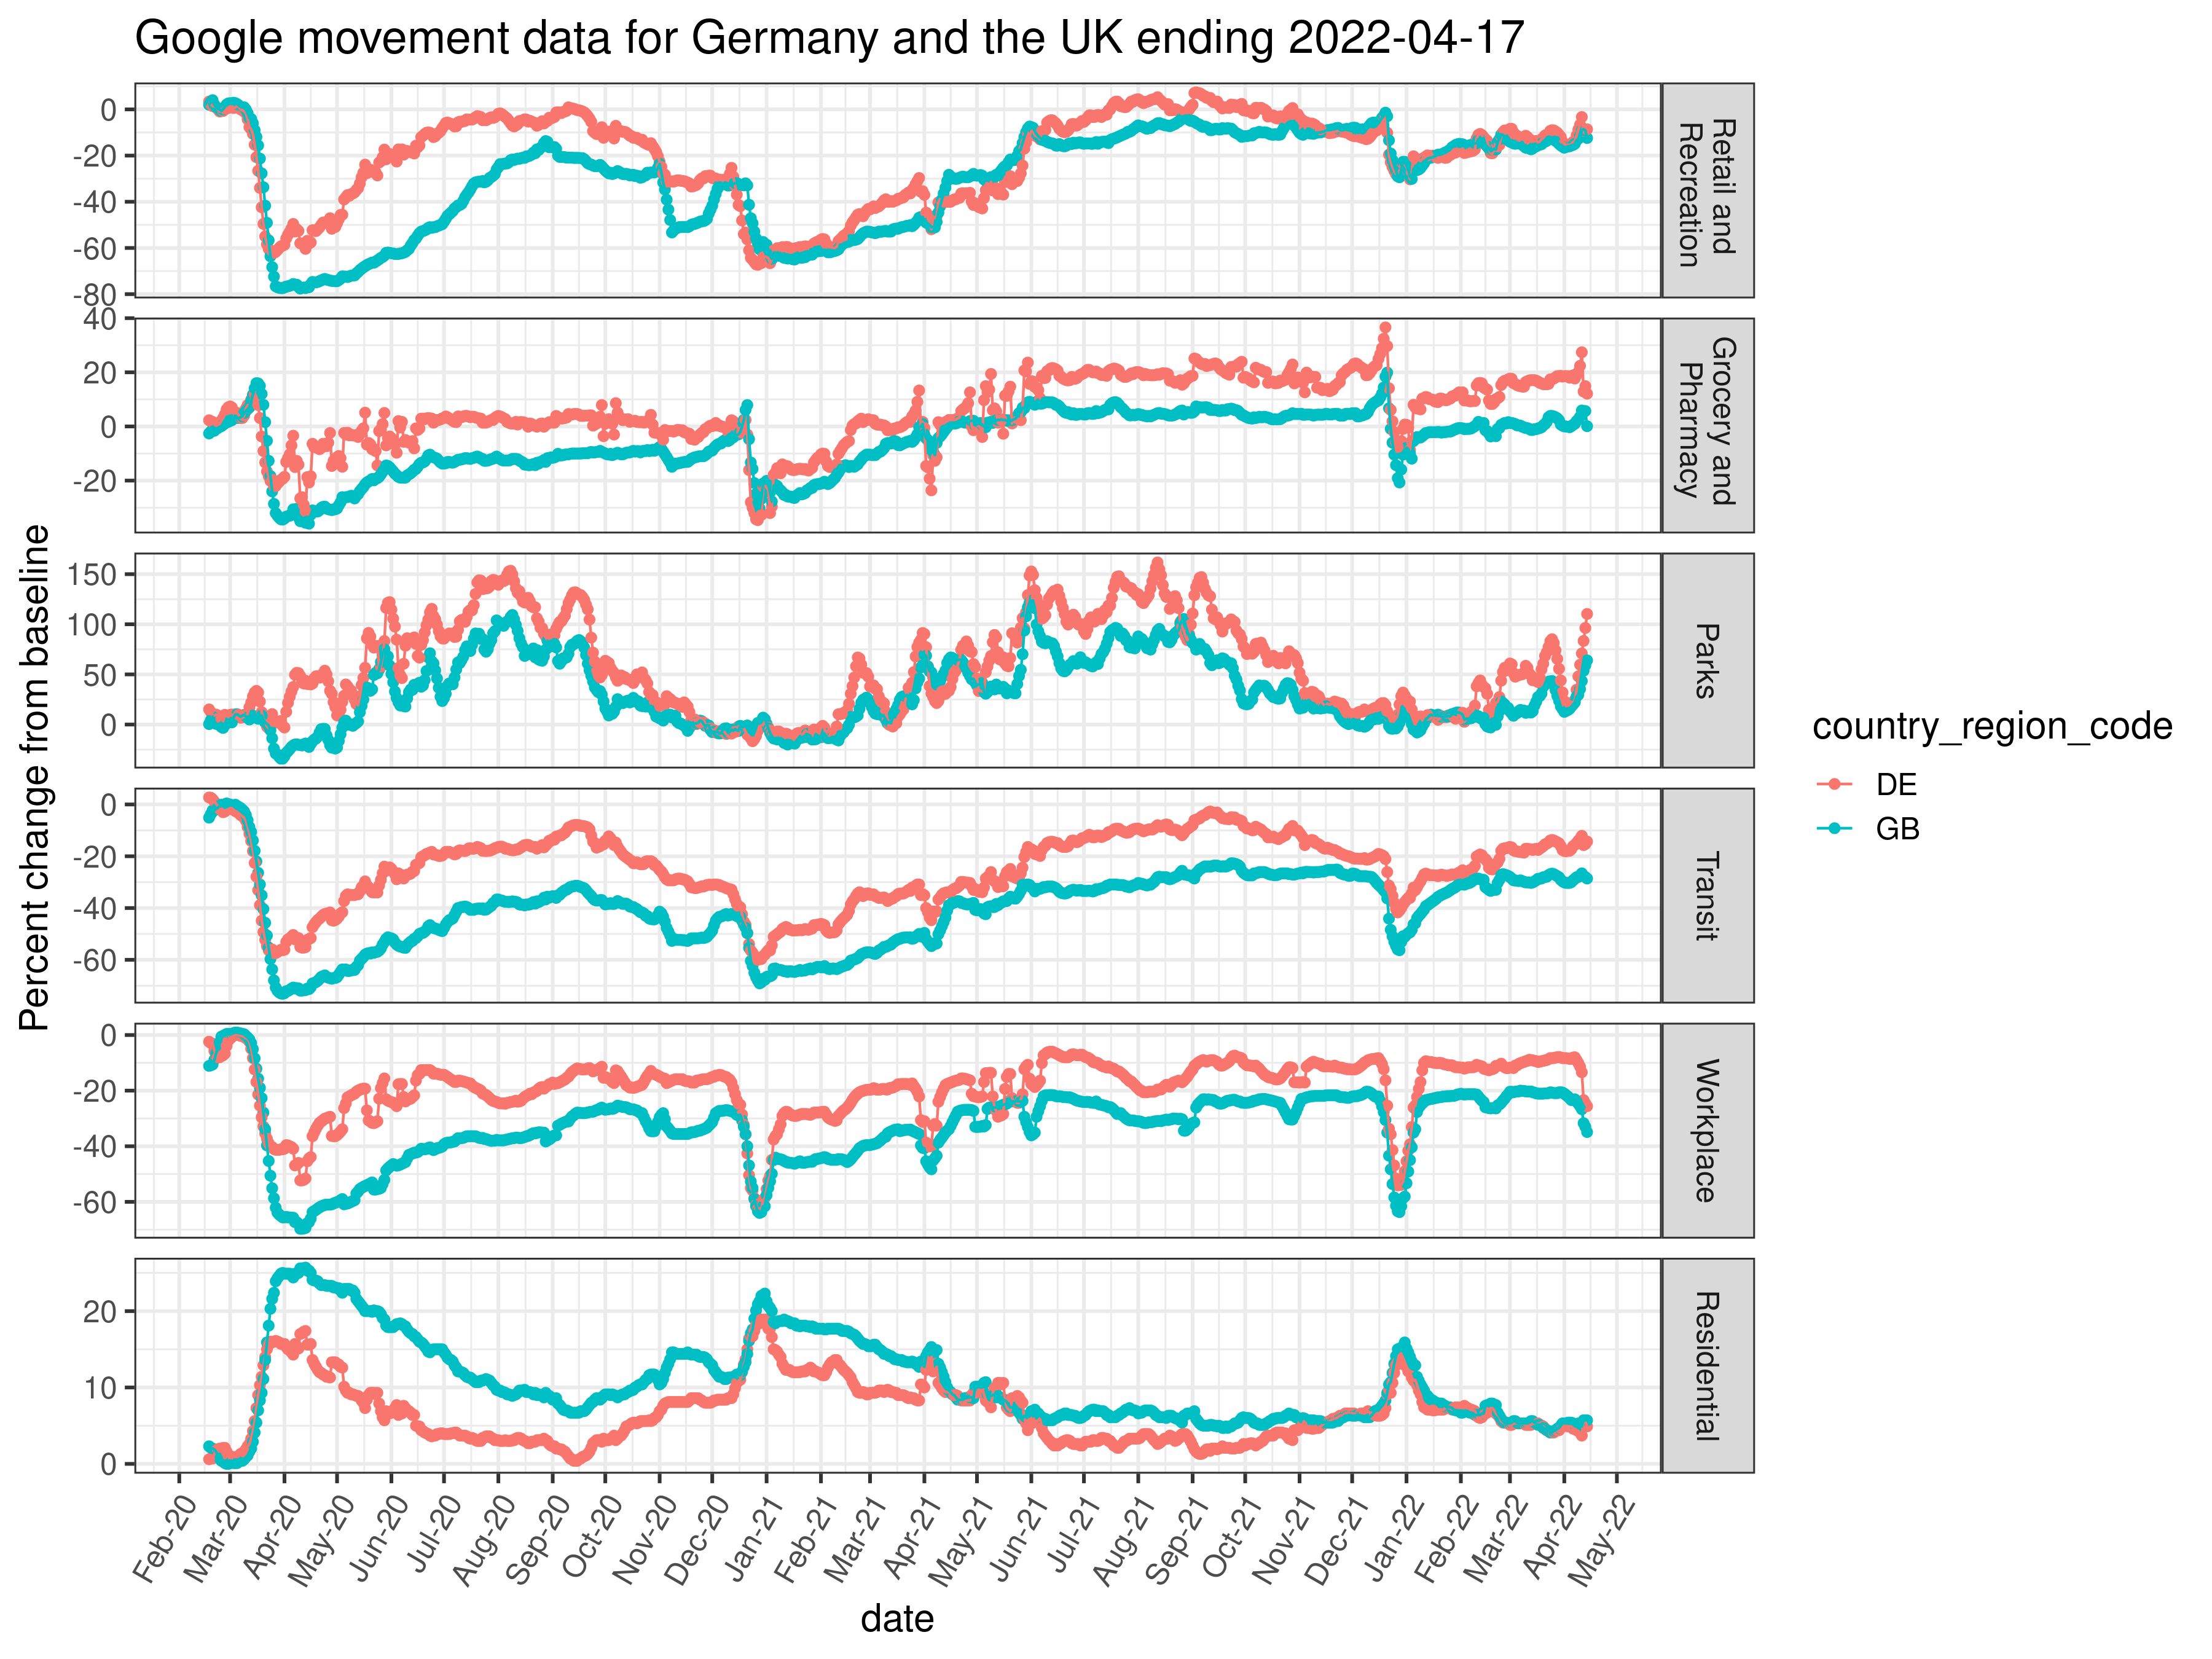 Google movement data for Germany and the UK ending 2022-04-17
Percent change from baseline
0
-20
-40
-60
-80
Retail and
Recreation
40
20
0
-20
Grocery and
Pharmacy
150
100
50
0
Parks
0
-20
-40
-60
Transit
0
-20
-40
-60
Workplace
20
10
0
Residential
Feb-20
Mar-20
Apr-20
May-20
Jun-20
Jul-20
Aug-20
Sep-20
Oct-20
Nov-20
Dec-20
Jan-21
Feb-21
Mar-21
Apr-21
May-21
Jun-21
Jul-21
Aug-21
Sep-21
Oct-21
Nov-21
Dec-21
Jan-22
Feb-22
Mar-22
Apr-22
May-22
date
country_region_code
DE
GB